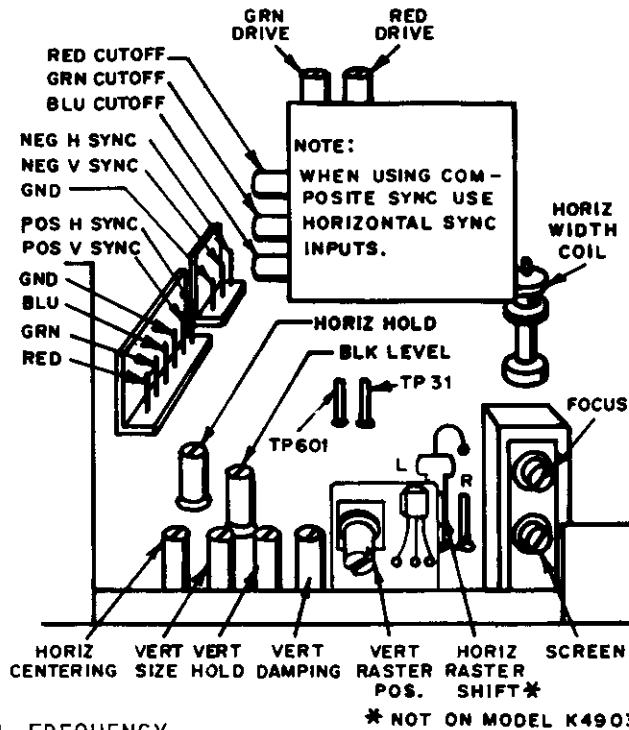 GRN DRIVE
RED DRIVE
RED CUTOFF
GRN CUTOFF
BLU CUTOFF
NEG H SYNC
NEG V SYNC
GND
POS H SYNC
POS V SYNC
GND
BLU
GRN
RED
NOTE:
WHEN USING COM-
POSITE SYNC USE
HORIZONTAL SYNC
INPUTS.
HORIZ
WIDTH
COIL
HORIZ HOLD
BLK LEVEL
TP 31
TP601
FOCUS
L
R
HORIZ
CENTERING
VERT
SIZE
VERT
HOLD
VERT
DAMPING
VERT
RASTER
POS.
HORIZ
RASTER
SHIFT*
SCREEN
* NOT ON MODEL K4903
FREQUENCY